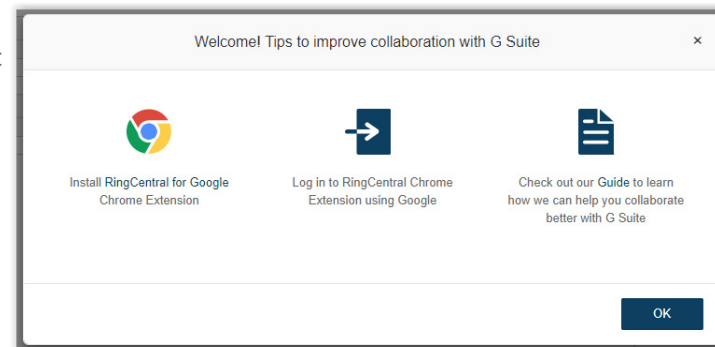 Welcome! Tips to improve collaboration with G Suite
×
Install RingCentral for Google
Chrome Extension
Log in to RingCentral Chrome
Extension using Google
Check out our Guide to learn
how we can help you collaborate
better with G Suite
OK